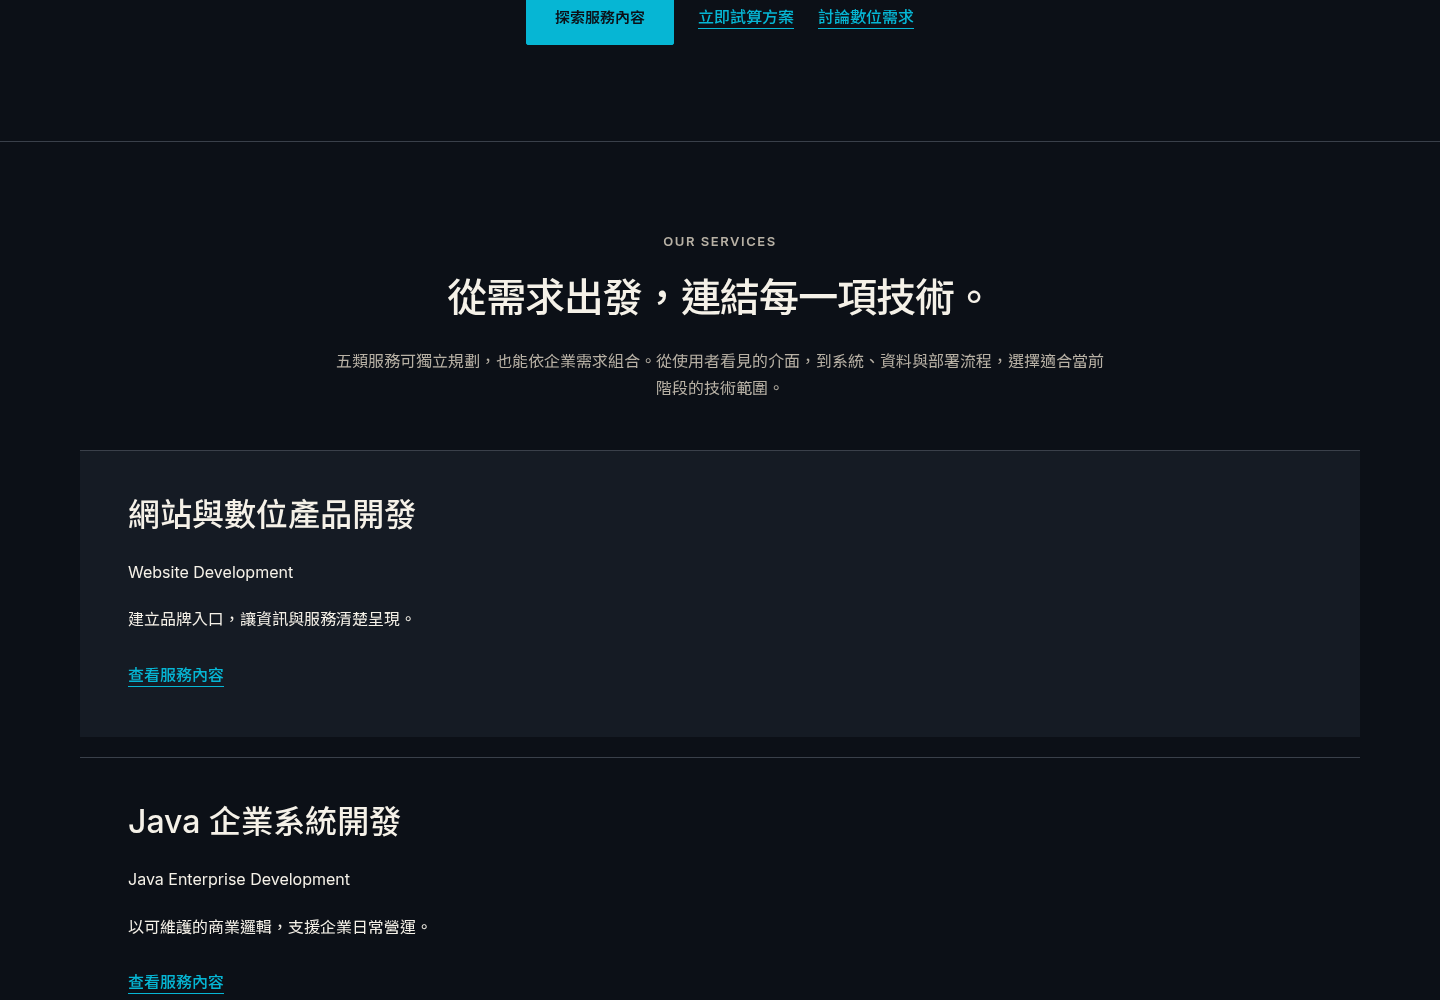 探索服務內容
立即試算方案
討論數位需求
OUR SERVICES
從需求出發，連結每一項技術。
五類服務可獨立規劃，也能依企業需求組合。從使用者看見的介面，到系統、資料與部署流程，選擇適合當前
階段的技術範圍。
網站與數位產品開發
Website Development
建立品牌入口，讓資訊與服務清楚呈現。
查看服務內容
Java 企業系統開發
Java Enterprise Development
以可維護的商業邏輯，支援企業日常營運。
查看服務內容